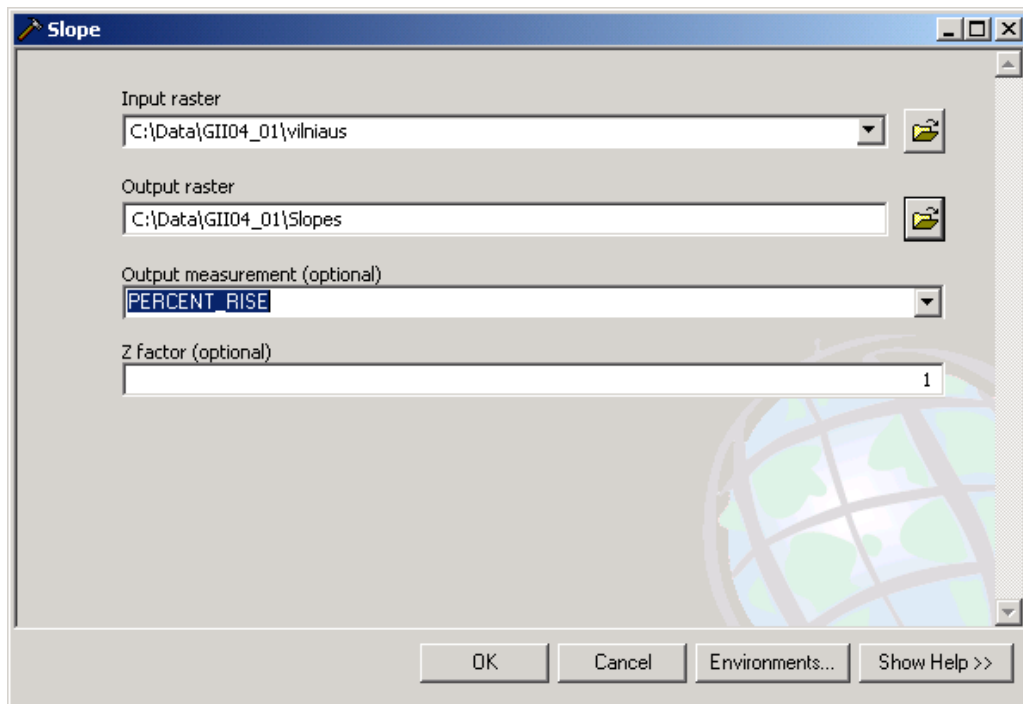 Slope
Input raster
C:\Data\GII04_01\vilniaus
Output raster
C:\Data\GII04_01\Slopes
Output measurement (optional)
PERCENT_RISE
Z factor (optional)
1
OK Cancel Environments... Show Help >>